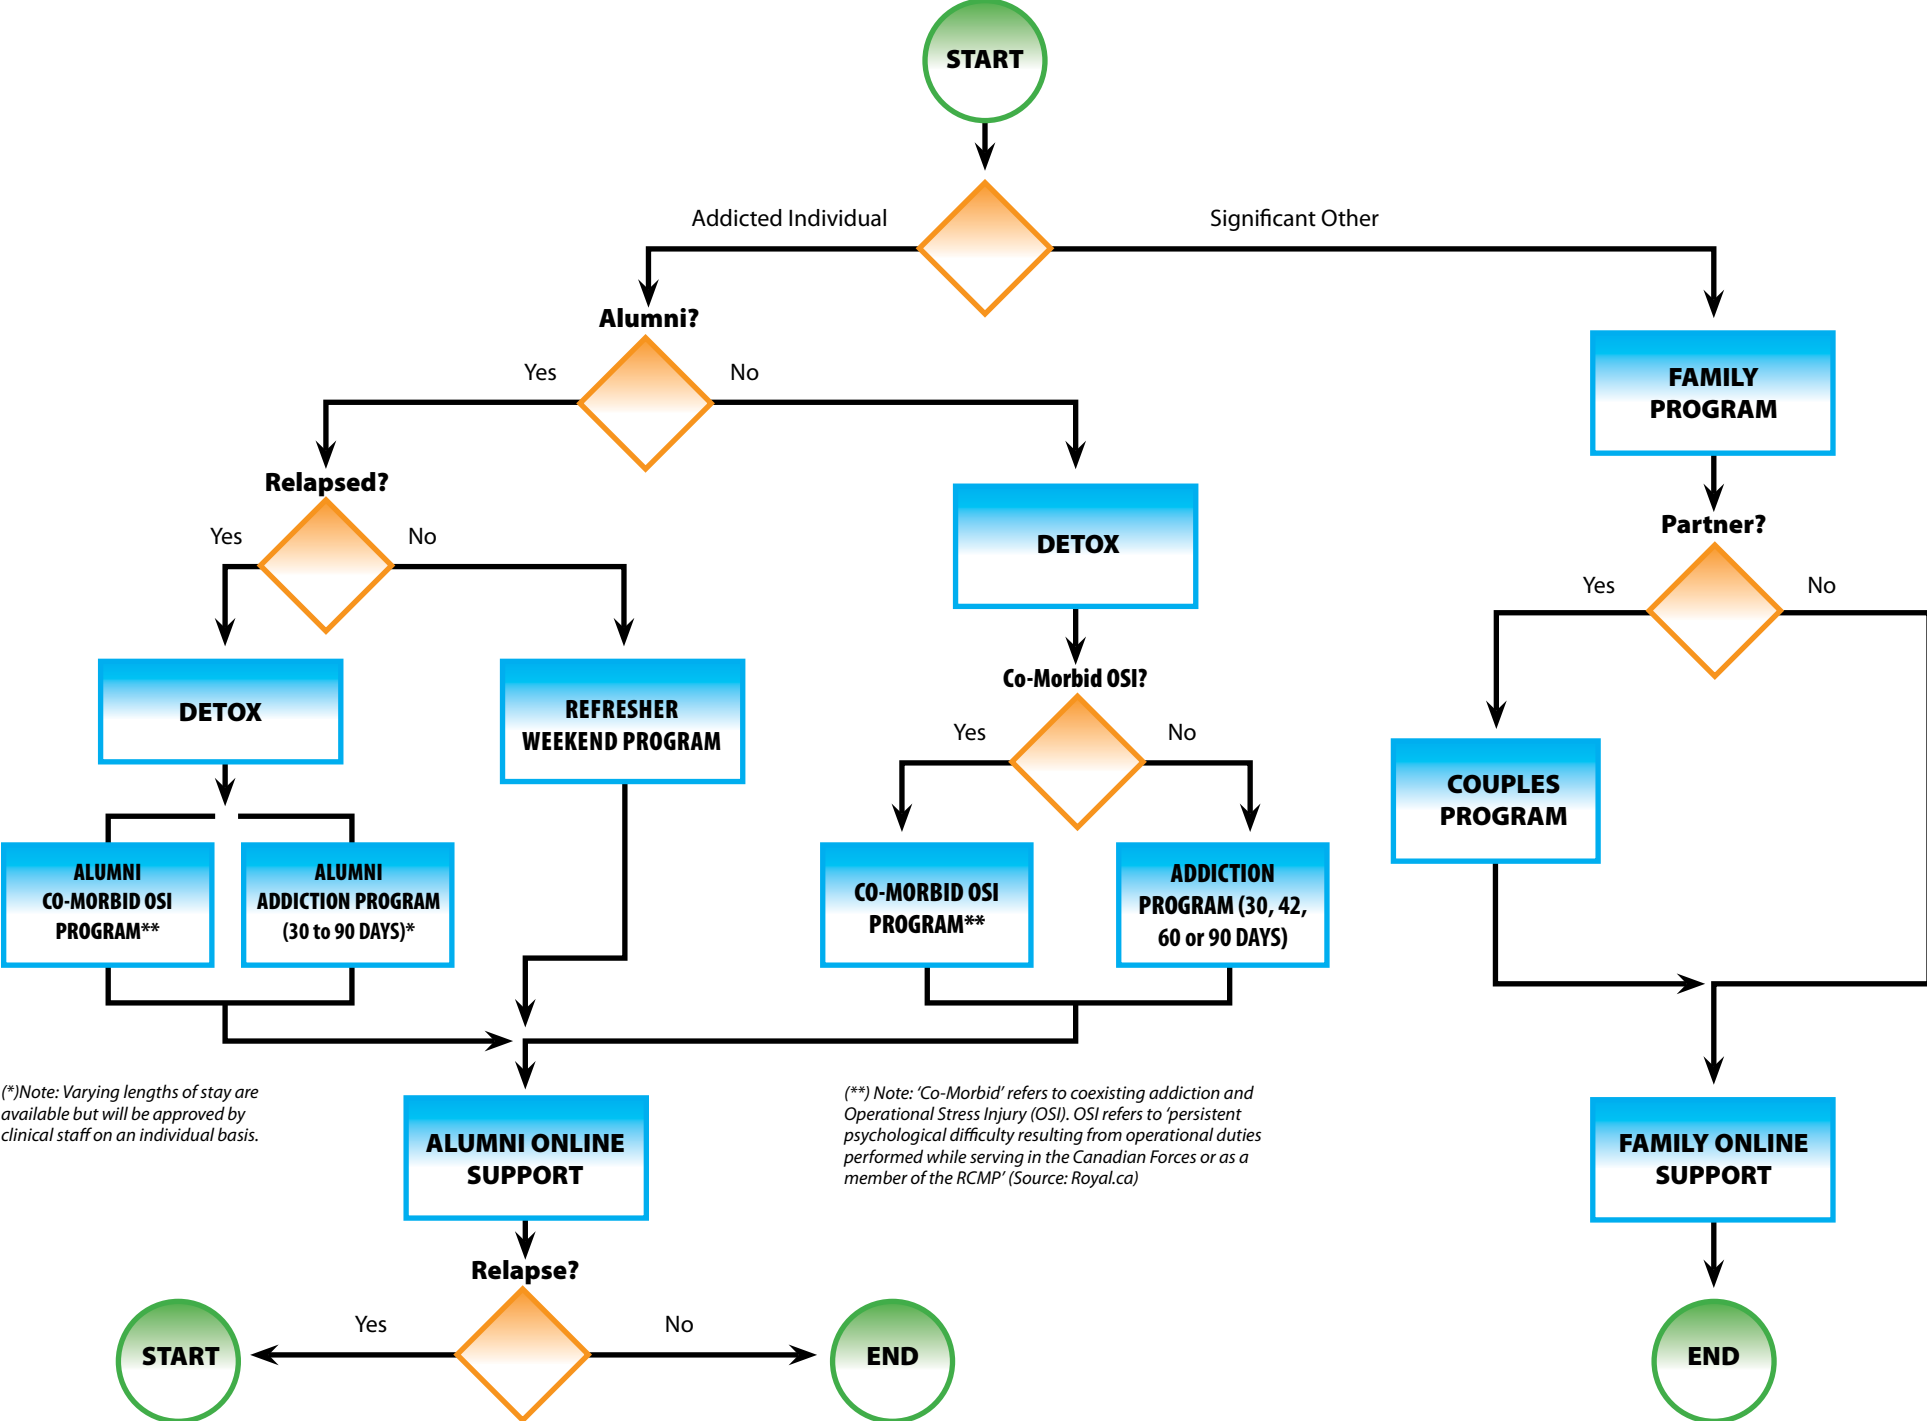 START
Addicted Individual
Significant Other
Alumni?
Yes
No
FAMILY
PROGRAM
Relapsed?
Yes
No
DETOX
Partner?
Yes
No
DETOX
REFRESHER
WEEKEND PROGRAM
Co-Morbid OSI?
Yes
No
COUPLES
PROGRAM
ALUMNI
CO-MORBID OSI
PROGRAM**
ALUMNI
ADDICTION PROGRAM
(30 to 90 DAYS)*
CO-MORBID OSI
PROGRAM**
ADDICTION
PROGRAM (30, 42,
60 or 90 DAYS)
(*)Note: Varying lengths of stay are
available but will be approved by
clinical staff on an individual basis.
(**) Note: ‘Co-Morbid’ refers to coexisting addiction and
Operational Stress Injury (OSI). OSI refers to ‘persistent
psychological difficulty resulting from operational duties
performed while serving in the Canadian Forces or as a
member of the RCMP’ (Source: Royal.ca)
ALUMNI ONLINE
SUPPORT
FAMILY ONLINE
SUPPORT
Relapse?
Yes
No
START
END
END